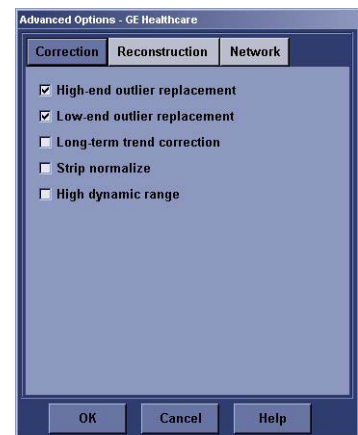 Advanced Options - GE Healthcare
Correction Reconstruction Network
High-end outlier replacement
Low-end outlier replacement
Long-term trend correction
Strip normalize
High dynamic range
OK Cancel Help